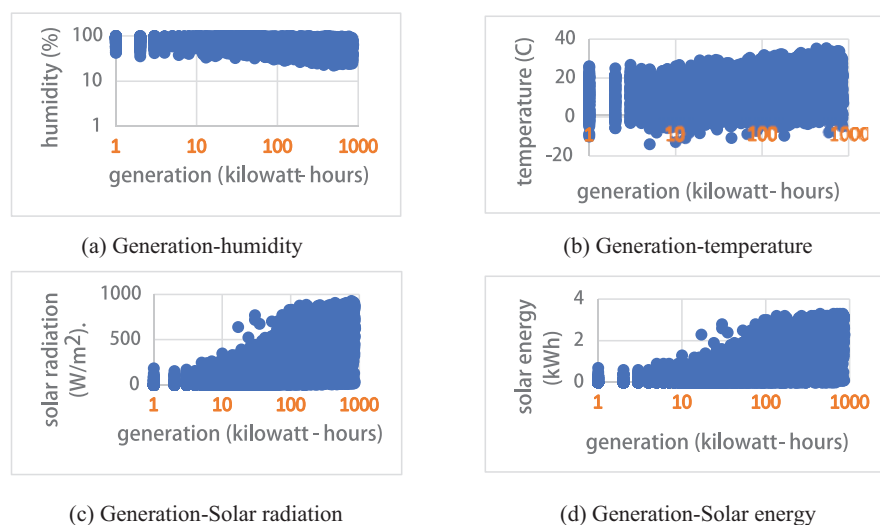 humidity (%)
100
10
1
1 10 100 1000
generation (kilowatt- hours)
(a) Generation-humidity
temperature (C)
60
40
20
0
-20
1 10 100 1000
generation (kilowatt-hours)
(b) Generation-temperature
solar radiation
(W/m²).
1000
500
0
1 10 100 1000
generation (kilowatt - hours)
(c) Generation-Solar radiation
solar energy
(kWh)
4
2
0
1 10 100 1000
generation (kilowatt - hours)
(d) Generation-Solar energy